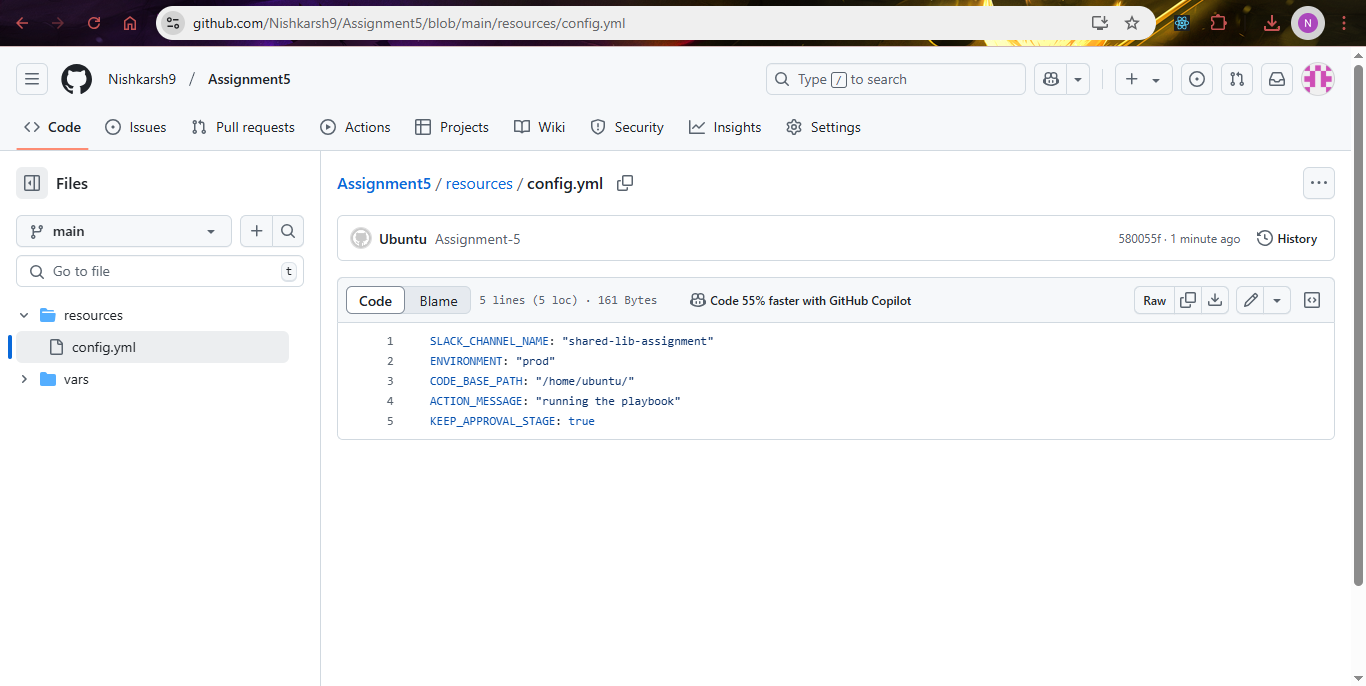 github.com/Nishkarsh9/Assignment5/blob/main/resources/config.yml
N
Nishkarsh9 / Assignment5
Type / to search
Code Issues Pull requests Actions Projects Wiki Security Insights Settings
Files
main
Go to file t
resources
config.yml
vars
Assignment5 / resources / config.yml
Ubuntu Assignment-5 580055f · 1 minute ago History
Code Blame 5 lines (5 loc) · 161 Bytes Code 55% faster with GitHub Copilot Raw
1 SLACK_CHANNEL_NAME: "shared-lib-assignment"
2 ENVIRONMENT: "prod"
3 CODE_BASE_PATH: "/home/ubuntu/"
4 ACTION_MESSAGE: "running the playbook"
5 KEEP_APPROVAL_STAGE: true